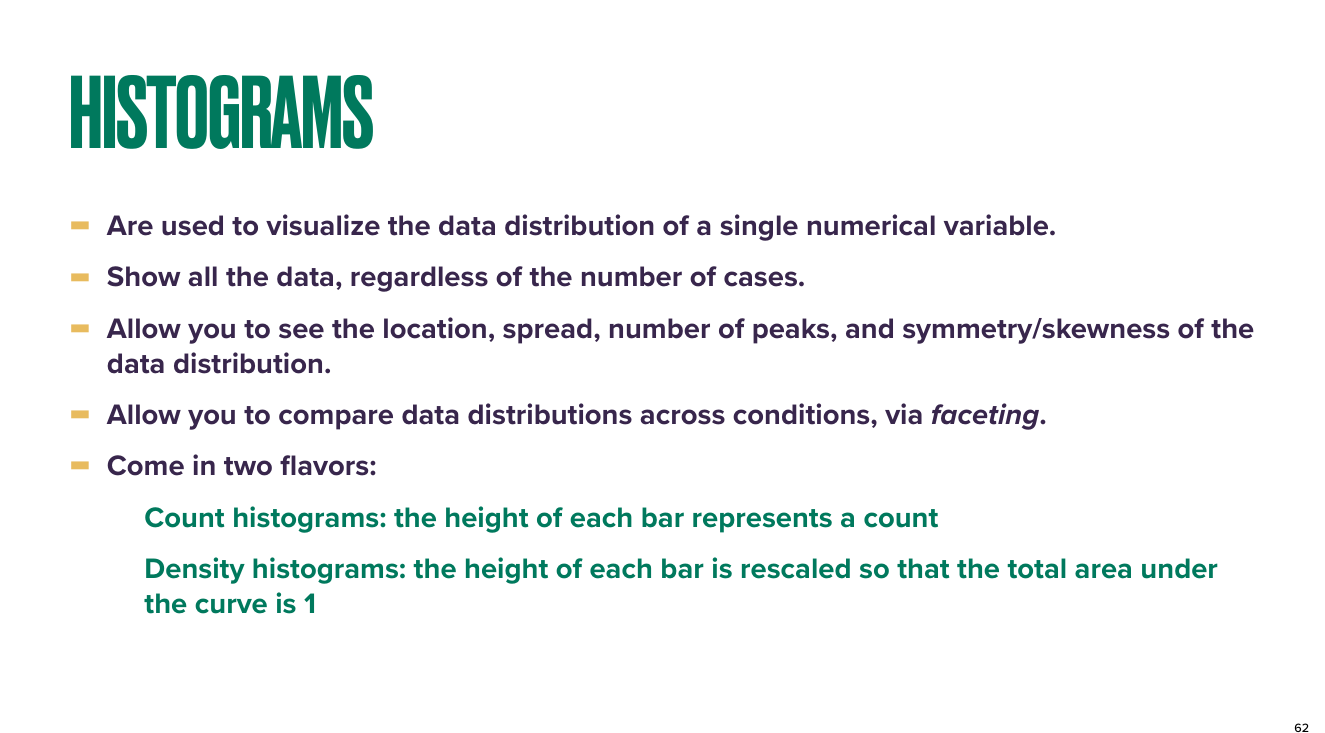 HISTOGRAMS
Are used to visualize the data distribution of a single numerical variable.
Show all the data, regardless of the number of cases.
Allow you to see the location, spread, number of peaks, and symmetry/skewness of the
data distribution.
Allow you to compare data distributions across conditions, via faceting.
Come in two flavors:
Count histograms: the height of each bar represents a count
Density histograms: the height of each bar is rescaled so that the total area under
the curve is 1
62